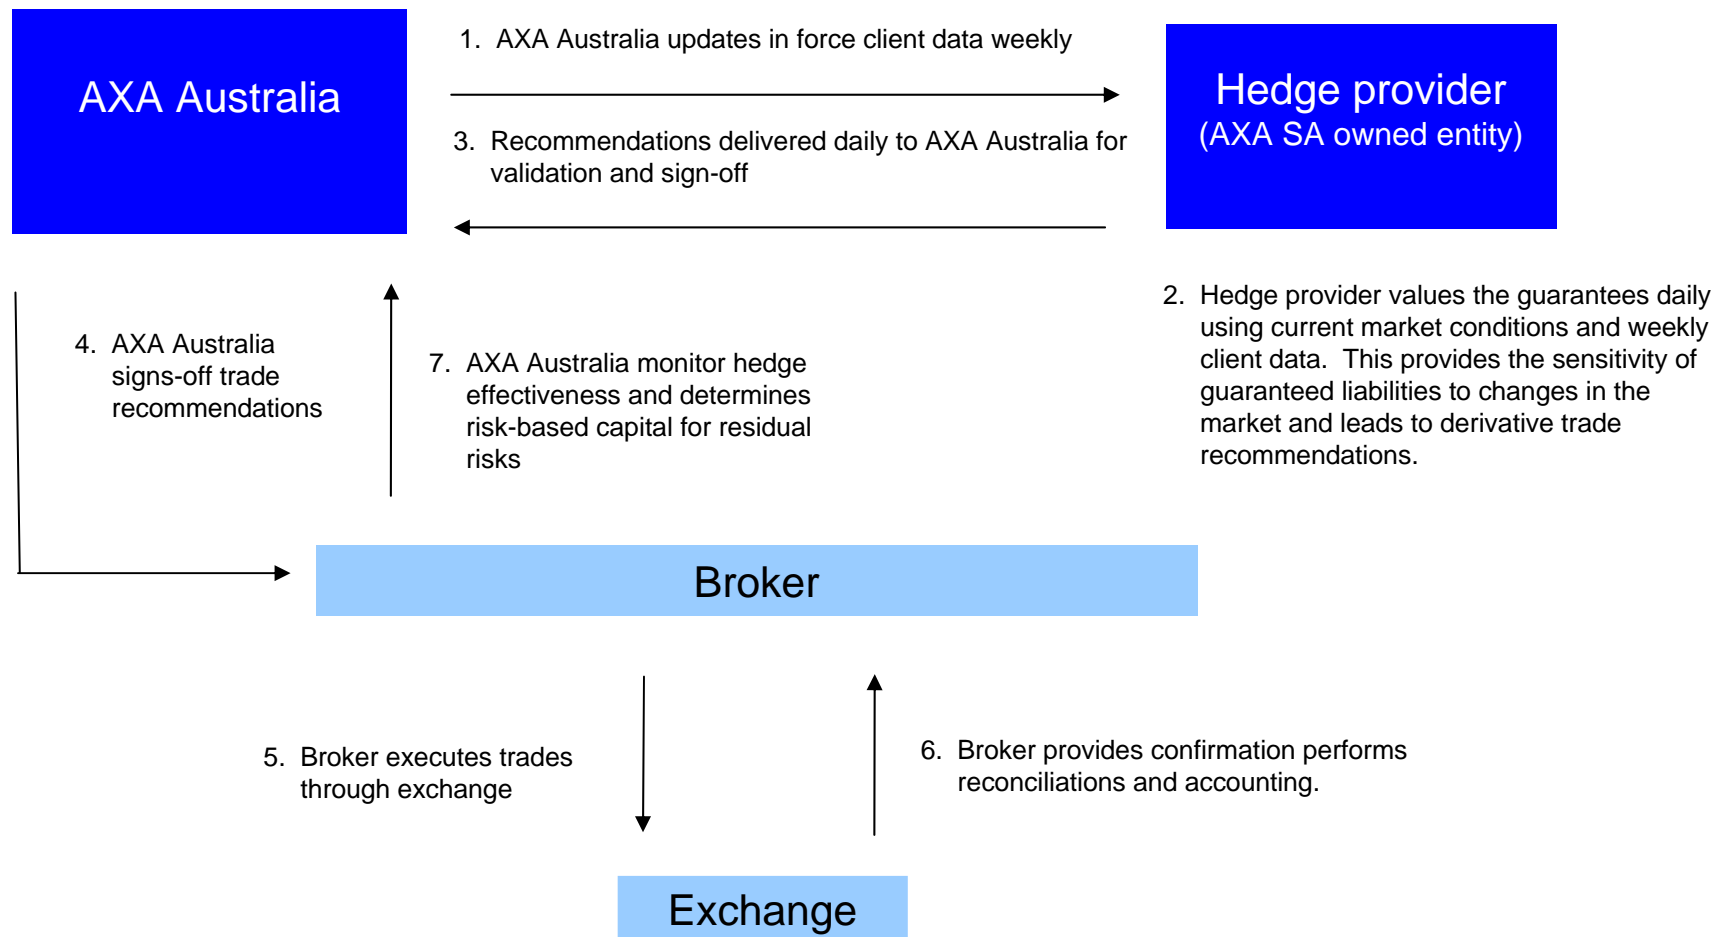 AXA Australia
1. AXA Australia updates in force client data weekly
Hedge provider
(AXA SA owned entity)
3. Recommendations delivered daily to AXA Australia for
validation and sign-off
2. Hedge provider values the guarantees daily
using current market conditions and weekly
client data. This provides the sensitivity of
guaranteed liabilities to changes in the
market and leads to derivative trade
recommendations.
4. AXA Australia
signs-off trade
recommendations
7. AXA Australia monitor hedge
effectiveness and determines
risk-based capital for residual
risks
Broker
5. Broker executes trades
through exchange
6. Broker provides confirmation performs
reconciliations and accounting.
Exchange